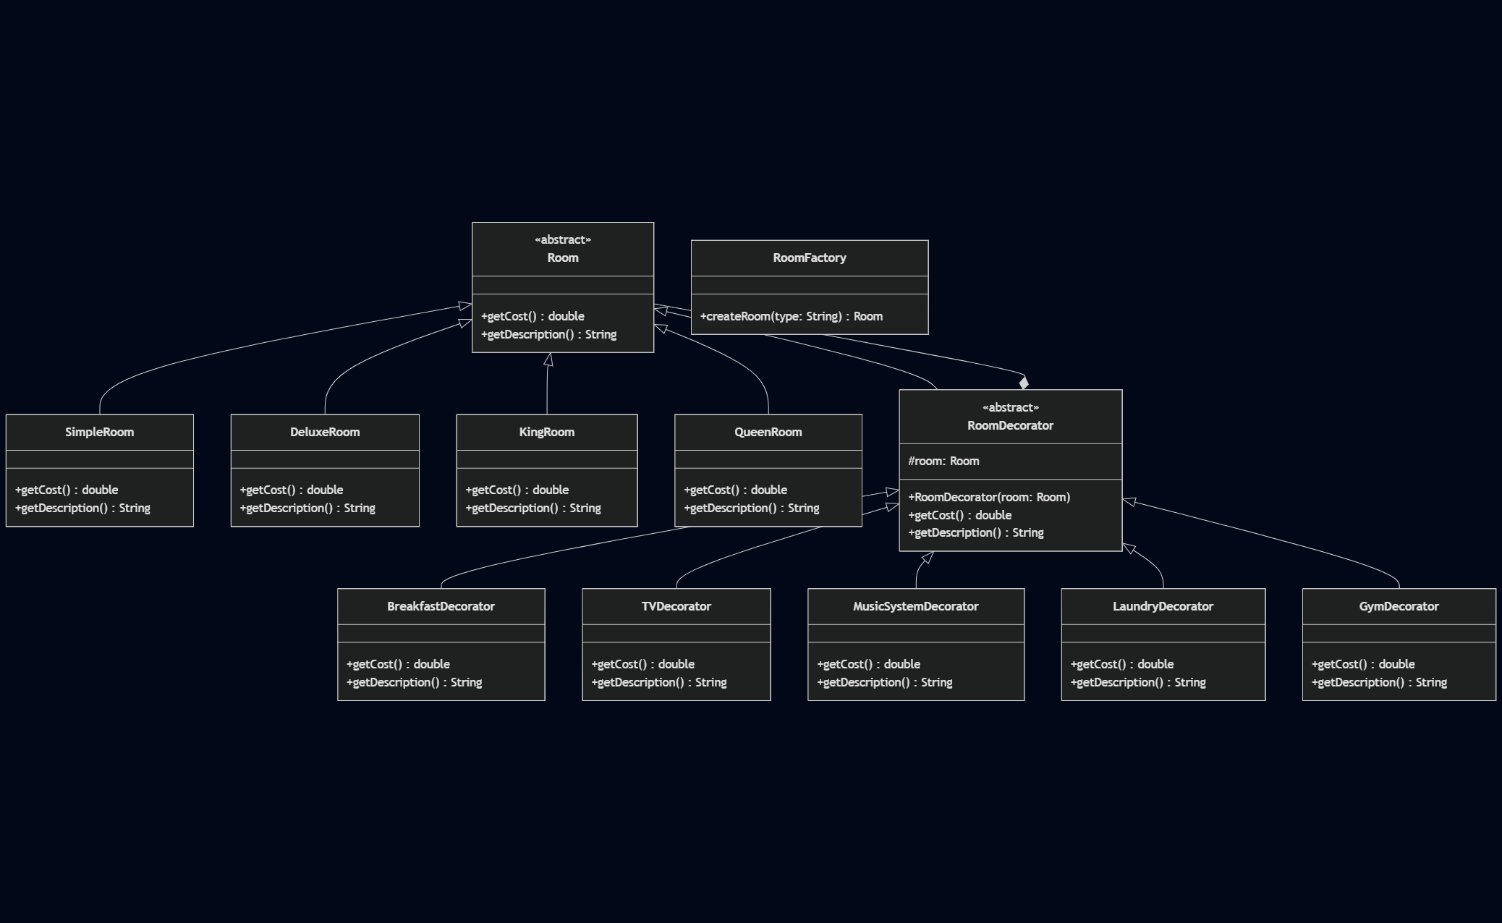 «abstract»
Room
+getCost() : double
+getDescription() : String
RoomFactory
+createRoom(type: String) : Room
SimpleRoom
+getCost() : double
+getDescription() : String
DeluxeRoom
+getCost() : double
+getDescription() : String
KingRoom
+getCost() : double
+getDescription() : String
QueenRoom
+getCost() : double
+getDescription() : String
«abstract»
RoomDecorator
#room: Room
+RoomDecorator(room: Room)
+getCost() : double
+getDescription() : String
BreakfastDecorator
+getCost() : double
+getDescription() : String
TVDecorator
+getCost() : double
+getDescription() : String
MusicSystemDecorator
+getCost() : double
+getDescription() : String
LaundryDecorator
+getCost() : double
+getDescription() : String
GymDecorator
+getCost() : double
+getDescription() : String